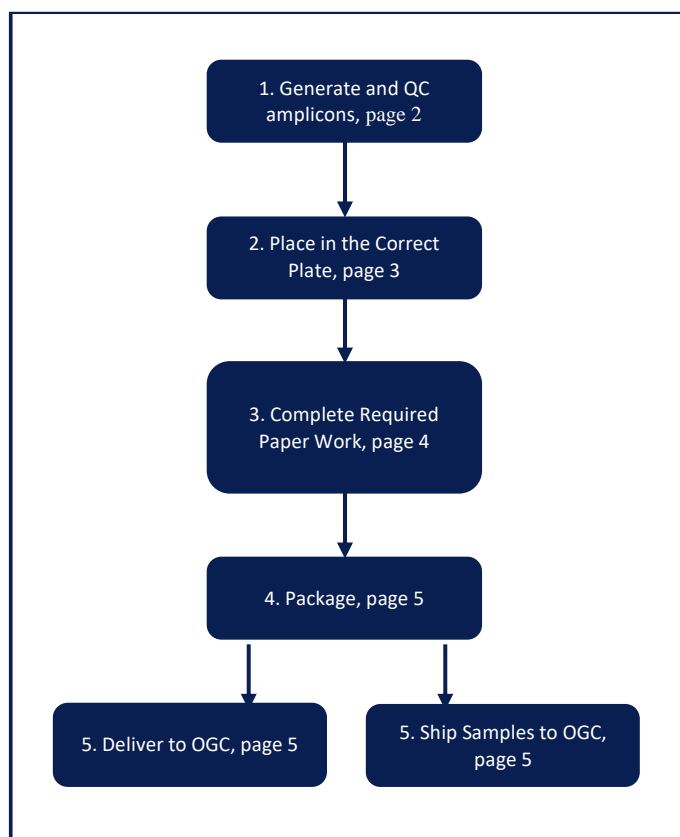 1. Generate and QC
amplicons, page 2
2. Place in the Correct
Plate, page 3
3. Complete Required
Paper Work, page 4
4. Package, page 5
5. Deliver to OGC, page 5
5. Ship Samples to OGC,
page 5